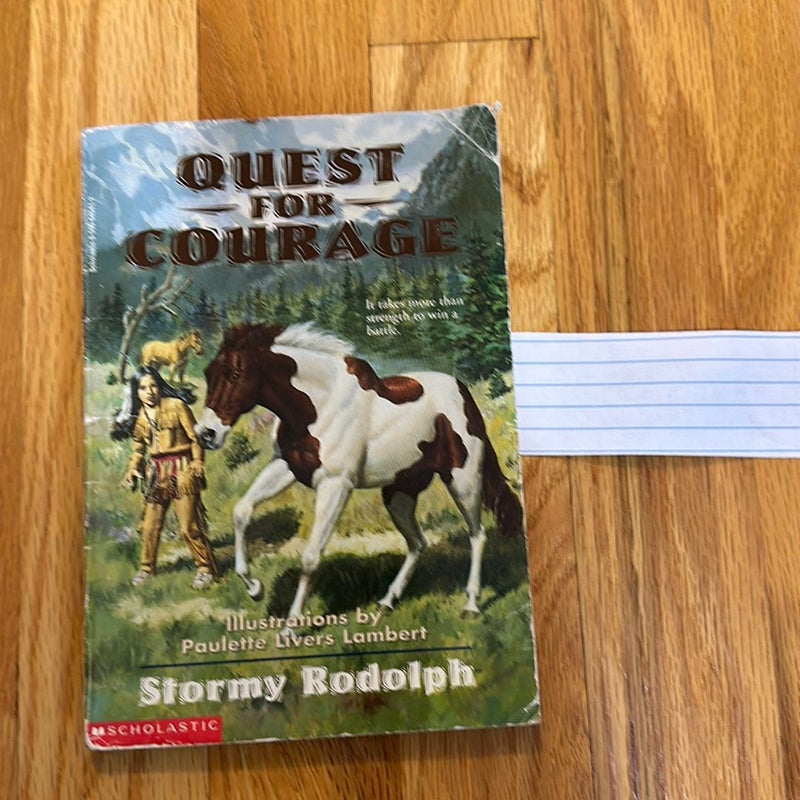 QUEST
FOR
COURAGE
It takes more than
strength to win a
battle.
Illustrations by
Paulette Livers Lambert
Stormy Rodolph
SCHOLASTIC